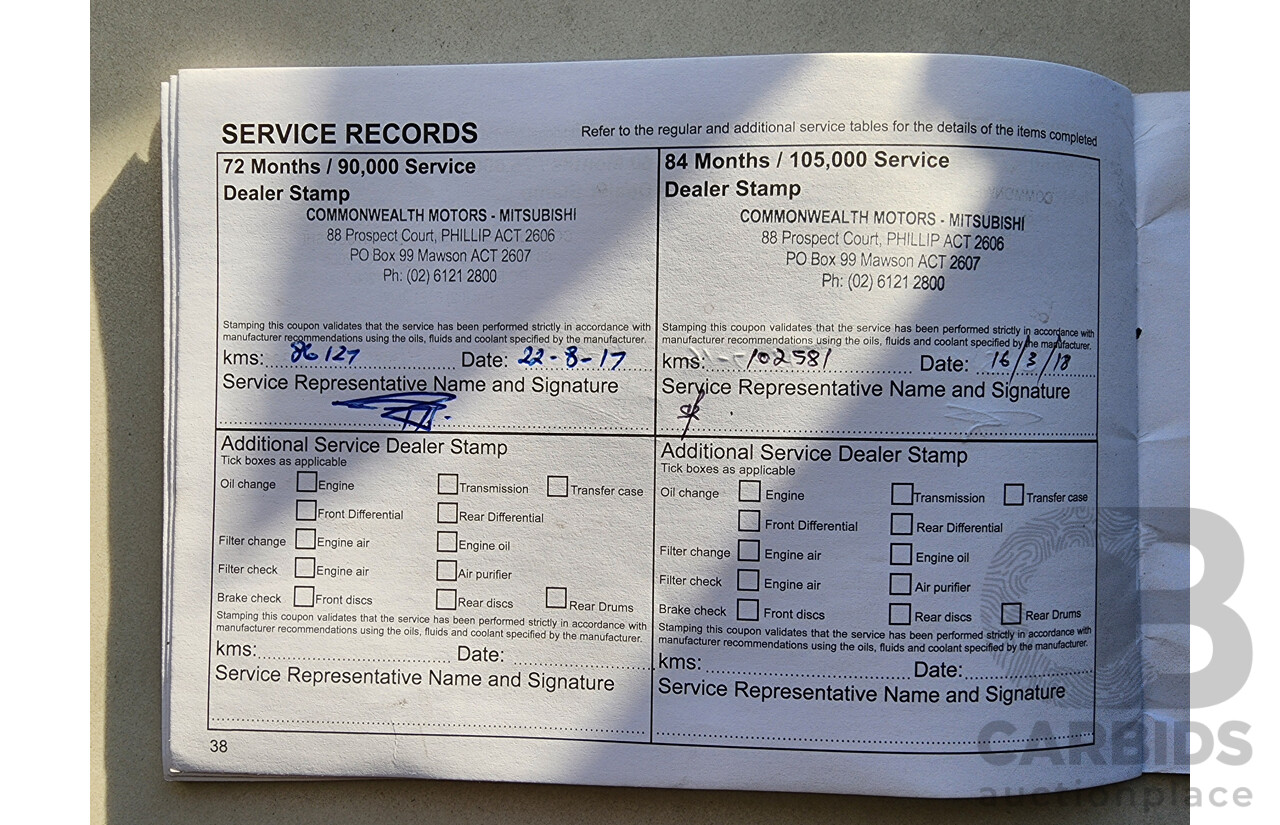 SERVICE RECORDS
Refer to the regular and additional service tables for the details of the items completed
72 Months / 90,000 Service
Dealer Stamp
COMMONWEALTH MOTORS - MITSUBISHI
88 Prospect Court, PHILLIP ACT 2606
PO Box 99 Mawson ACT 2607
Ph: (02) 6121 2800
Stamping this coupon validates that the service has been performed strictly in accordance with
manufacturer recommendations using the oils, fluids and coolant specified by the manufacturer.
kms: 86127 Date: 22-8-17
Service Representative Name and Signature
Additional Service Dealer Stamp
Tick boxes as applicable
Oil change Engine Transmission Transfer case
Front Differential Rear Differential
Filter change Engine air Engine oil
Filter check Engine air Air purifier
Brake check Front discs Rear discs Rear Drums
Stamping this coupon validates that the service has been performed strictly in accordance with
manufacturer recommendations using the oils, fluids and coolant specified by the manufacturer.
kms: Date:
Service Representative Name and Signature
84 Months / 105,000 Service
Dealer Stamp
COMMONWEALTH MOTORS - MITSUBISHI
88 Prospect Court, PHILLIP ACT 2606
PO Box 99 Mawson ACT 2607
Ph: (02) 6121 2800
Stamping this coupon validates that the service has been performed strictly in accordance with
manufacturer recommendations using the oils, fluids and coolant specified by the manufacturer.
kms: 102581 Date: 16/3/18
Service Representative Name and Signature
Additional Service Dealer Stamp
Tick boxes as applicable
Oil change Engine Transmission Transfer case
Front Differential Rear Differential
Filter change Engine air Engine oil
Filter check Engine air Air purifier
Brake check Front discs Rear discs Rear Drums
Stamping this coupon validates that the service has been performed strictly in accordance with
manufacturer recommendations using the oils, fluids and coolant specified by the manufacturer.
kms: Date:
Service Representative Name and Signature
38
CB
CARBIDS
auctionplace